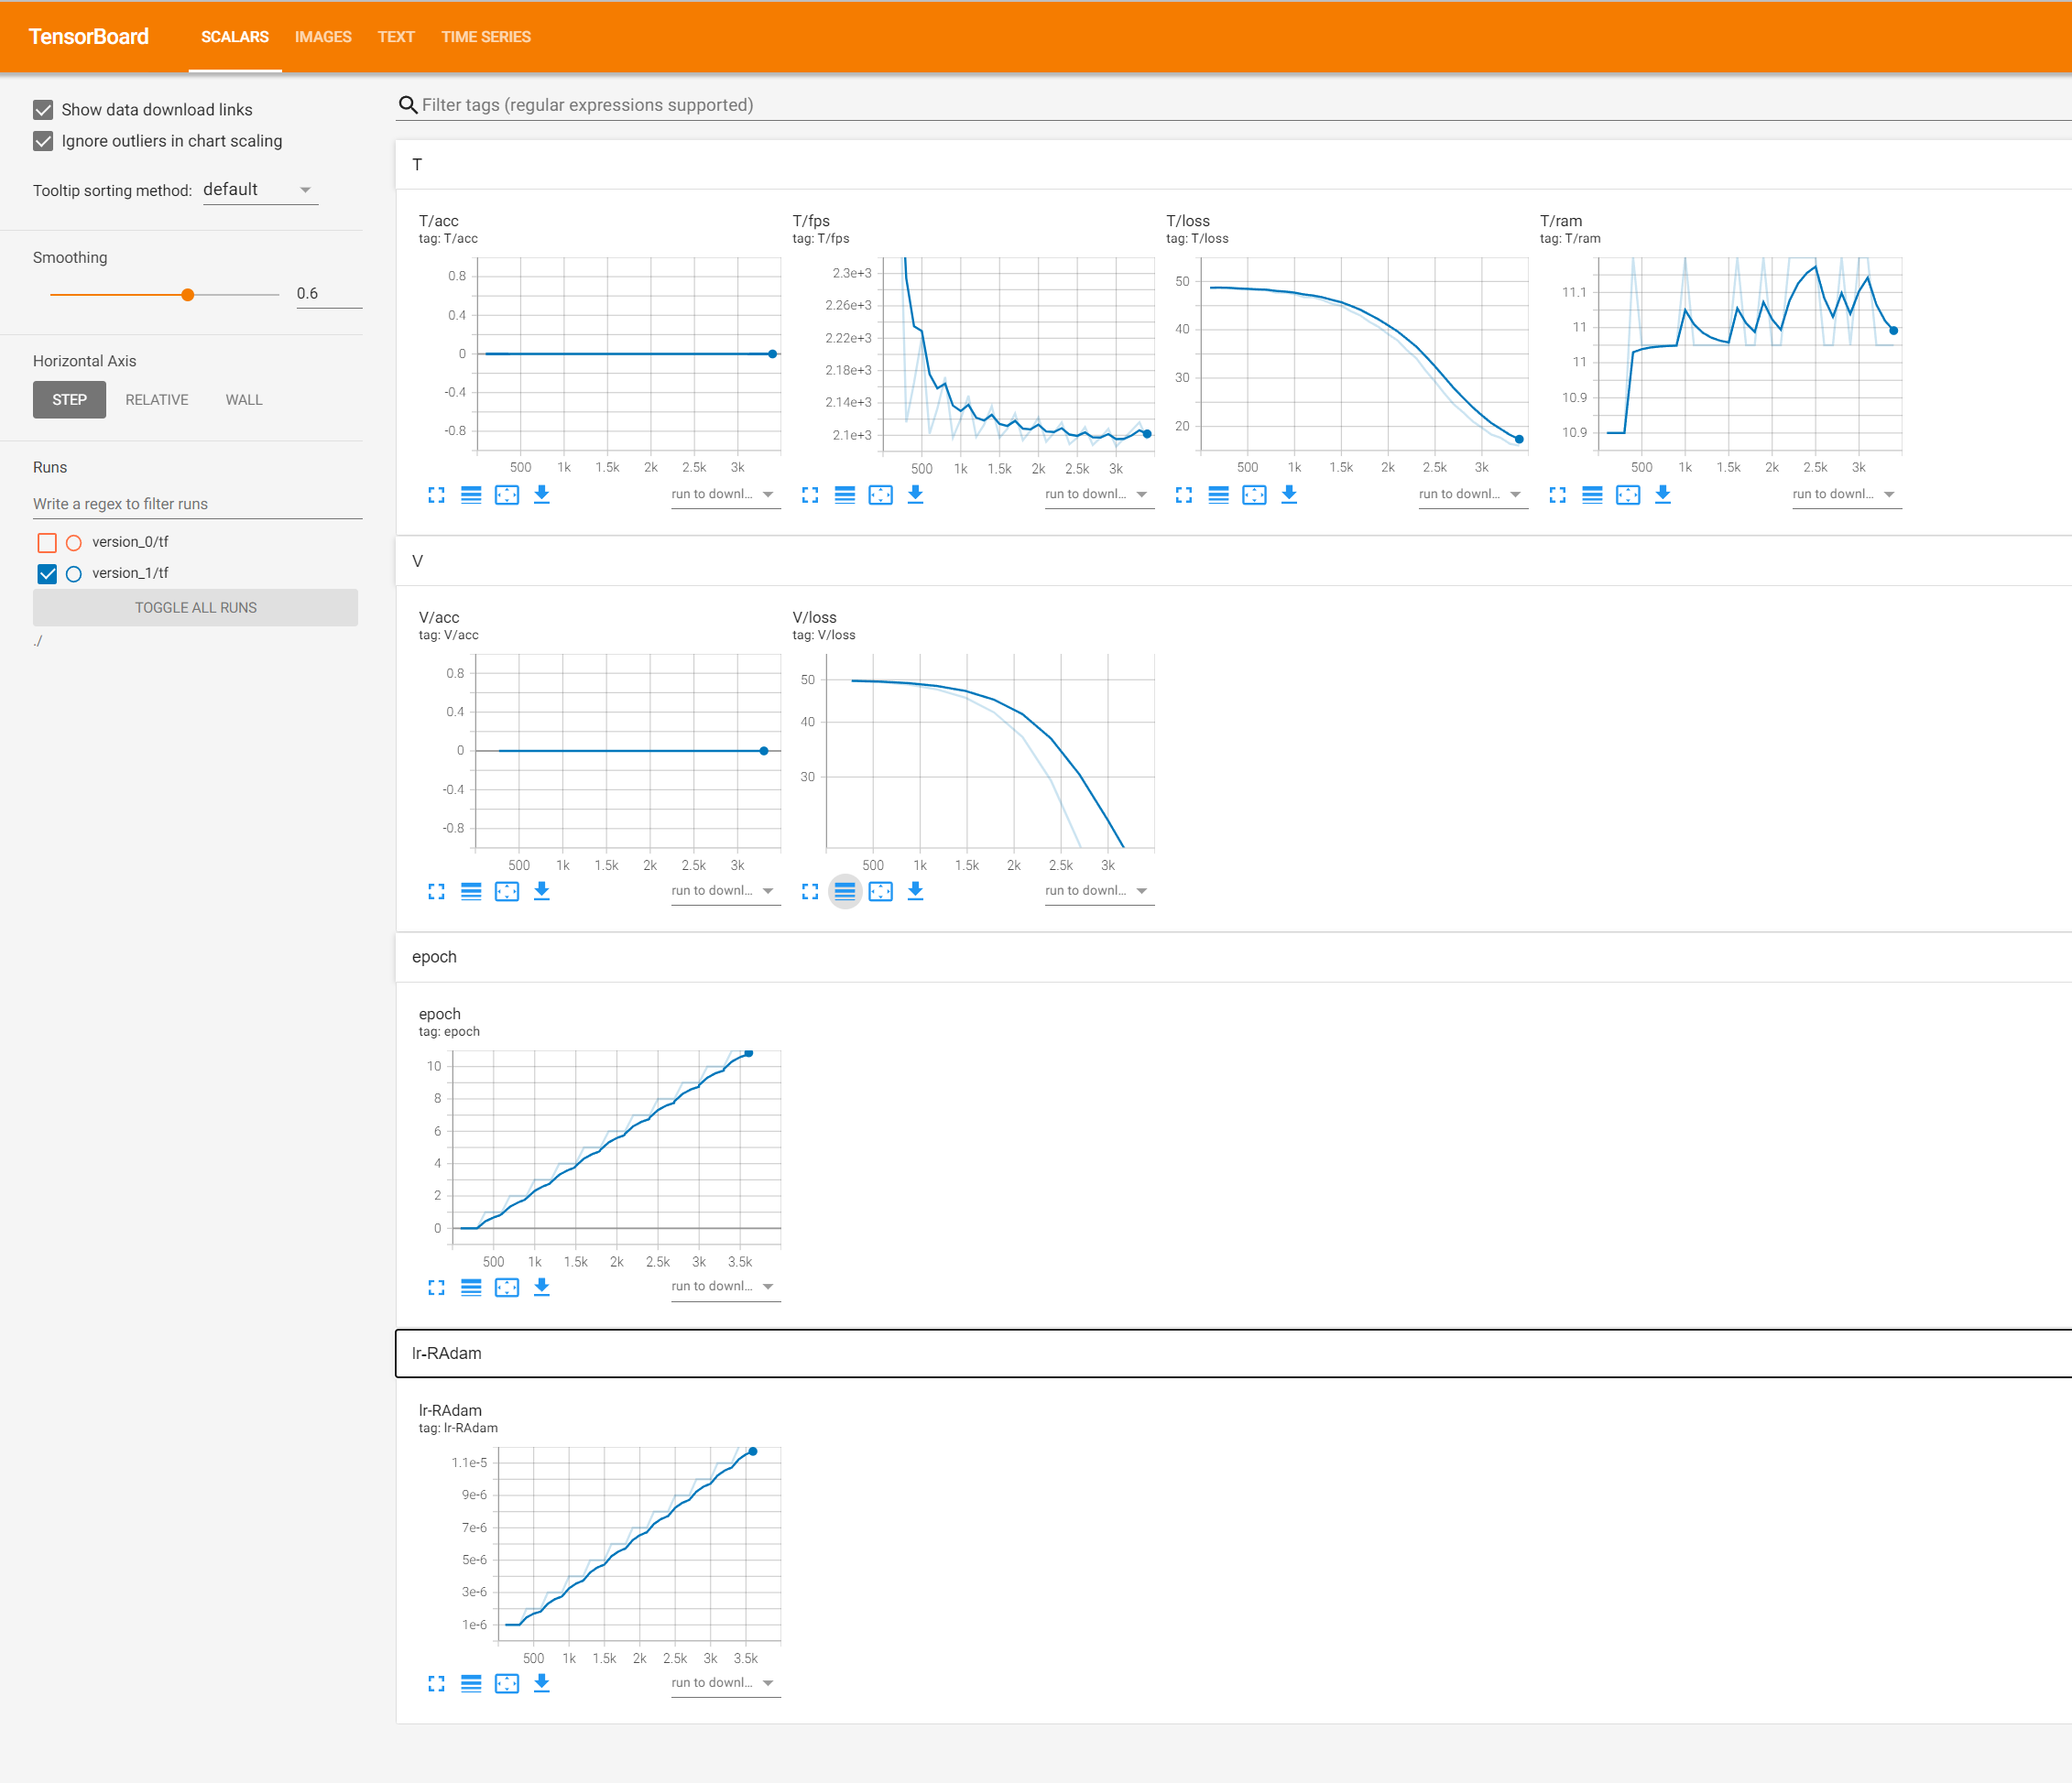 TensorBoard SCALARS IMAGES TEXT TIME SERIES
Show data download links
Ignore outliers in chart scaling
Tooltip sorting method: default
Smoothing
0.6
Horizontal Axis
STEP RELATIVE WALL
Runs
Write a regex to filter runs
version_0/tf
version_1/tf
TOGGLE ALL RUNS
./
Filter tags (regular expressions supported)
T
T/acc
tag: T/acc
0.8
0.4
0
-0.4
-0.8
500 1k 1.5k 2k 2.5k 3k
run to downl...
T/fps
tag: T/fps
2.3e+3
2.26e+3
2.22e+3
2.18e+3
2.14e+3
2.1e+3
500 1k 1.5k 2k 2.5k 3k
run to downl...
T/loss
tag: T/loss
50
40
30
20
500 1k 1.5k 2k 2.5k 3k
run to downl...
T/ram
tag: T/ram
11.1
11
11
10.9
10.9
500 1k 1.5k 2k 2.5k 3k
run to downl...
V
V/acc
tag: V/acc
0.8
0.4
0
-0.4
-0.8
500 1k 1.5k 2k 2.5k 3k
run to downl...
V/loss
tag: V/loss
50
40
30
500 1k 1.5k 2k 2.5k 3k
run to downl...
epoch
epoch
tag: epoch
10
8
6
4
2
0
500 1k 1.5k 2k 2.5k 3k 3.5k
run to downl...
lr-RAdam
lr-RAdam
tag: lr-RAdam
1.1e-5
9e-6
7e-6
5e-6
3e-6
1e-6
500 1k 1.5k 2k 2.5k 3k 3.5k
run to downl...